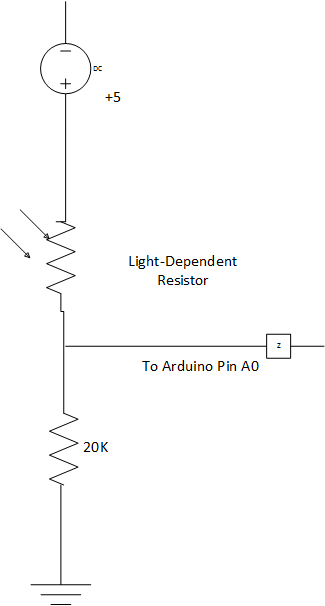 DC
+5
Light-Dependent
Resistor
z
To Arduino Pin A0
20K